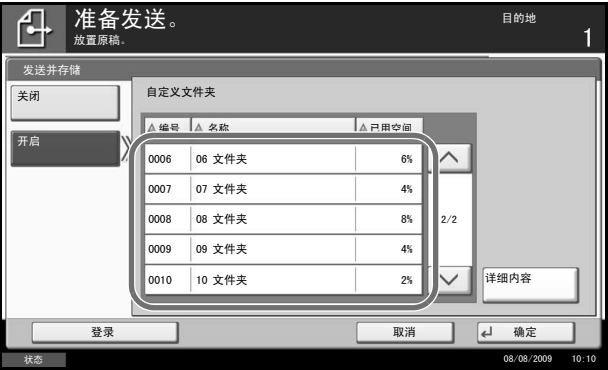 准备发送。
放置原稿。
目的地
1
发送并存储
关闭
开启
自定义文件夹
编号 名称 已用空间
0006 06 文件夹 6%
0007 07 文件夹 4%
0008 08 文件夹 8%
0009 09 文件夹 4%
0010 10 文件夹 2%
2/2
详细内容
登录
取消
确定
状态
08/08/2009 10:10